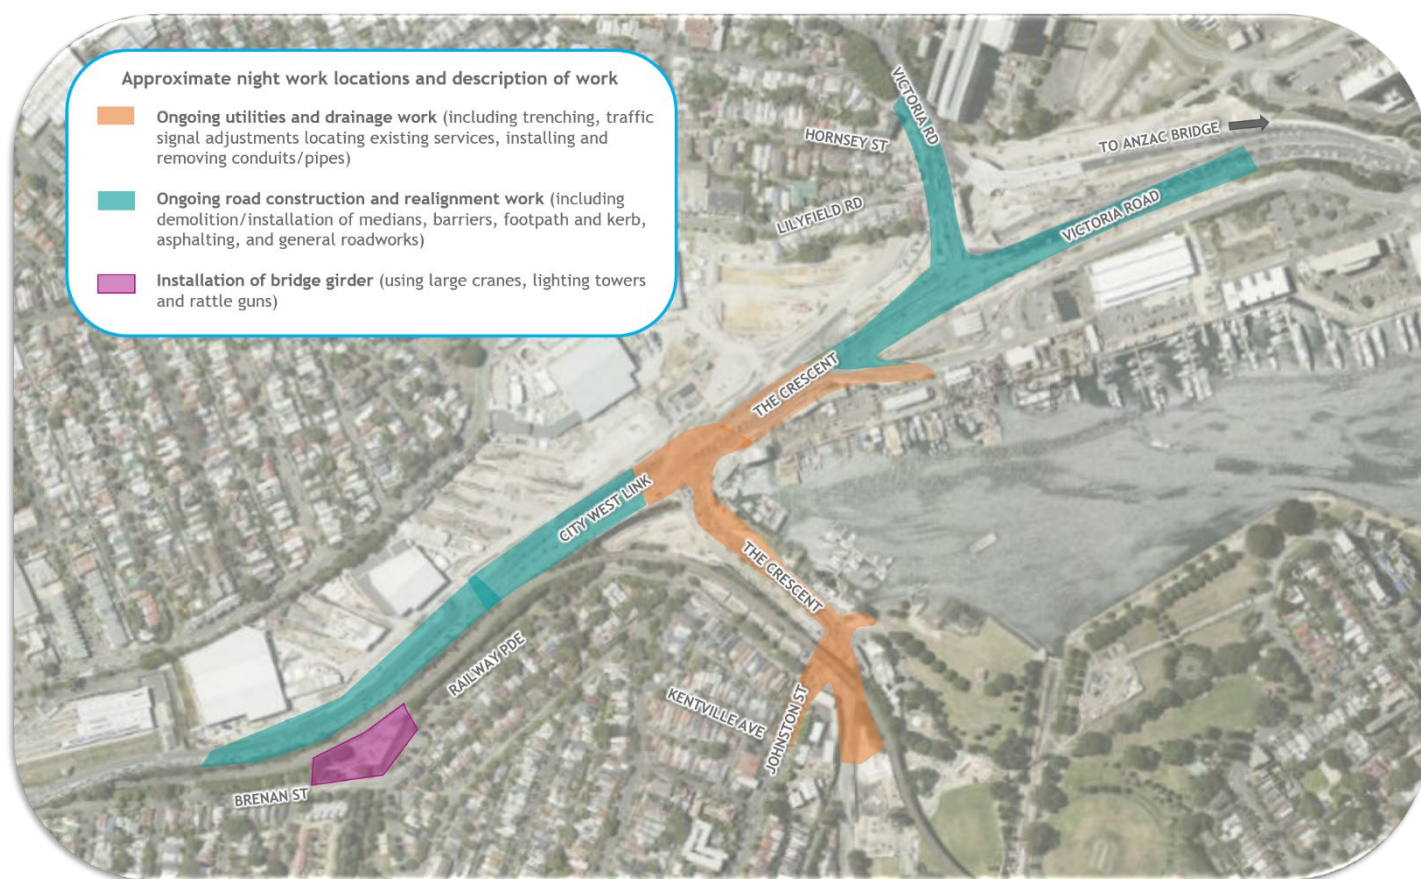 Approximate night work locations and description of work
Ongoing utilities and drainage work (including trenching, traffic
signal adjustments locating existing services, installing and
removing conduits/pipes)
Ongoing road construction and realignment work (including
demolition/installation of medians, barriers, footpath and kerb,
asphalting, and general roadworks)
Installation of bridge girder (using large cranes, lighting towers
and rattle guns)
VICTORIA RD
HORNSEY ST
TO ANZAC BRIDGE
LILYFIELD RD
VICTORIA ROAD
THE CRESCENT
CITY WEST LINK
THE CRESCENT
RAILWAY PDE
KENTVILLE AVE
JOHNSTON ST
BRENAN ST